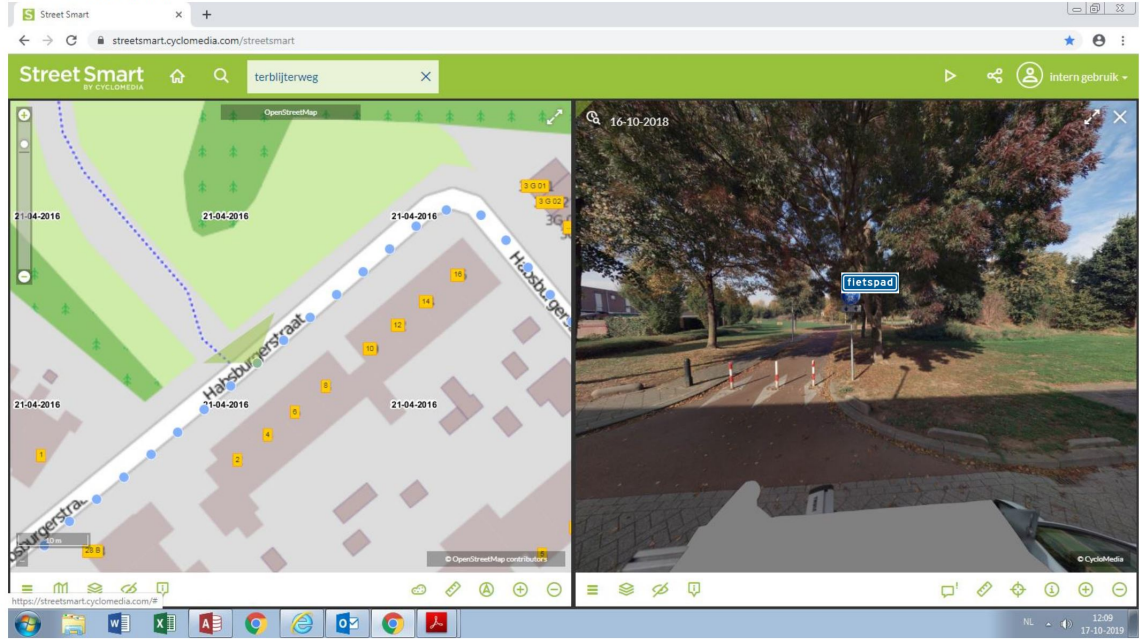 Street Smart
streetsmart.cyclomedia.com/streetsmart
Street Smart
BY CYCLOMEDIA
terblijterweg
intern gebruik
OpenStreetMap
21-04-2016
21-04-2016
21-04-2016
3 G 01
3 G 02
Habsburgerstraat
16
14
12
10
8
6
4
2
1
21-04-2016
21-04-2016
21-04-2016
10 m
28 B
© OpenStreetMap contributors
16-10-2018
fietspad
© CycloMedia
https://streetsmart.cyclomedia.com/#
NL
12:09
17-10-2019